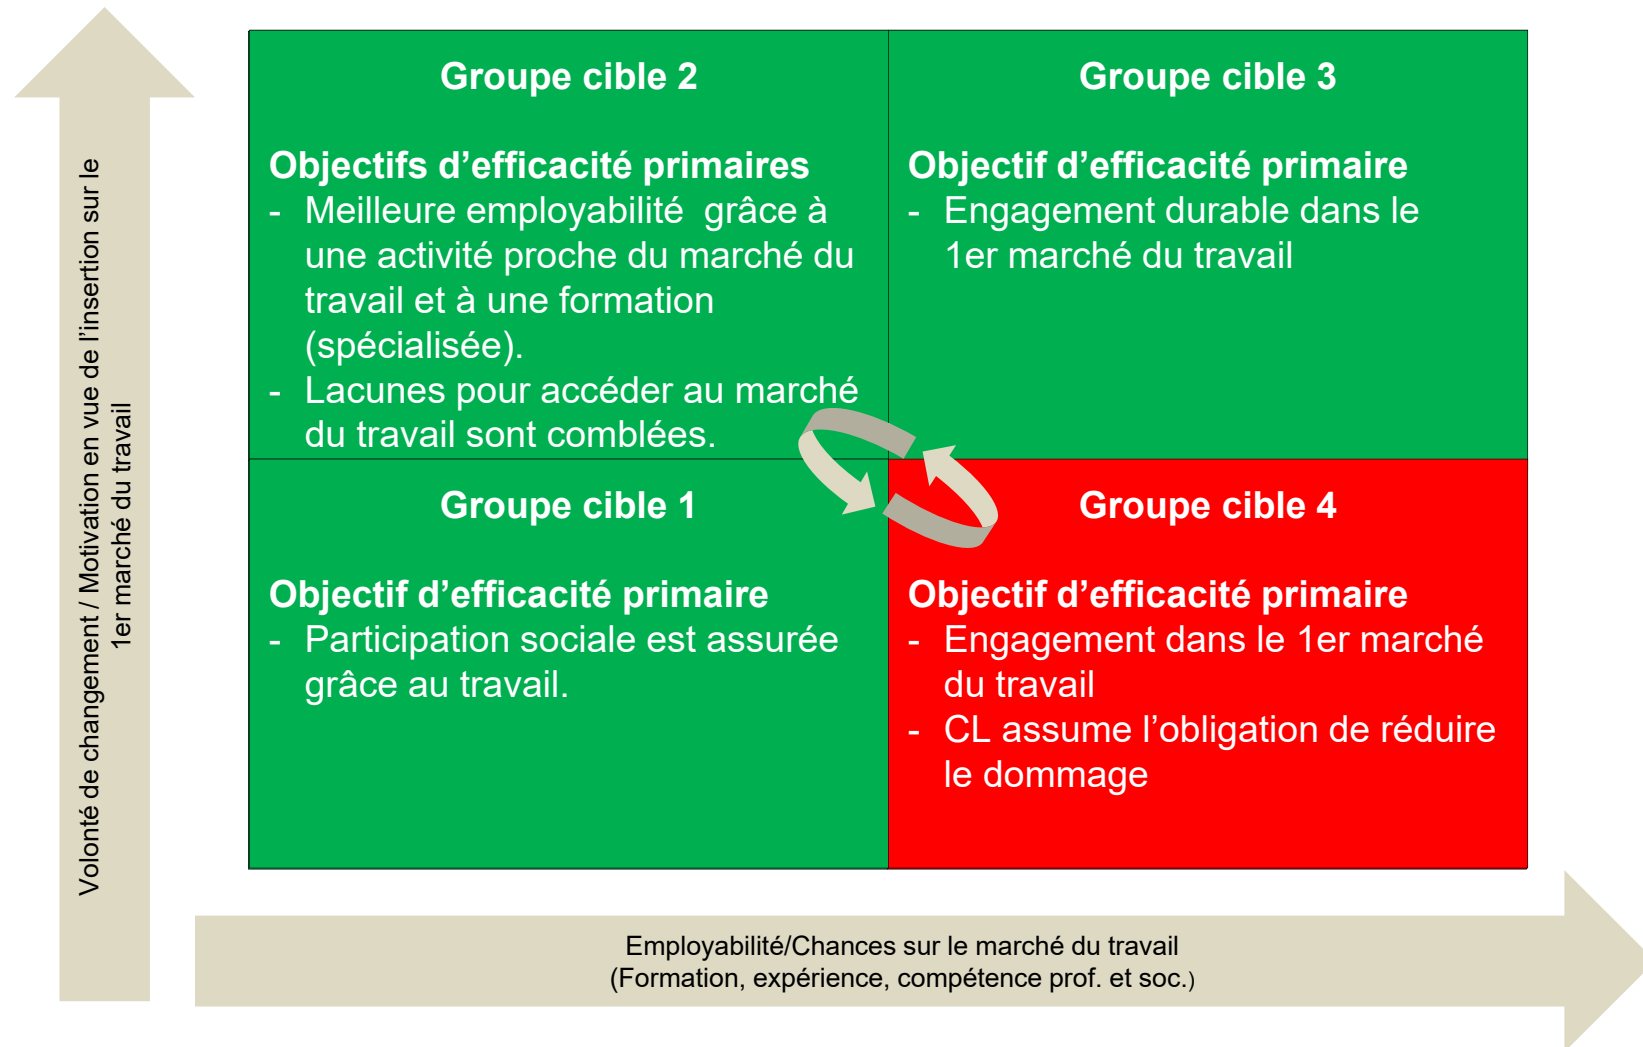 Volonté de changement / Motivation en vue de l’insertion sur le
1er marché du travail
Groupe cible 2
Objectifs d’efficacité primaires
- Meilleure employabilité  grâce à
une activité proche du marché du
travail et à une formation
(spécialisée).
- Lacunes pour accéder au marché
du travail sont comblées.
Groupe cible 3
Objectif d’efficacité primaire
- Engagement durable dans le
1er marché du travail
Groupe cible 1
Objectif d’efficacité primaire
- Participation sociale est assurée
grâce au travail.
Groupe cible 4
Objectif d’efficacité primaire
- Engagement dans le 1er marché
du travail
- CL assume l’obligation de réduire
le dommage
Employabilité/Chances sur le marché du travail
(Formation, expérience, compétence prof. et soc.)